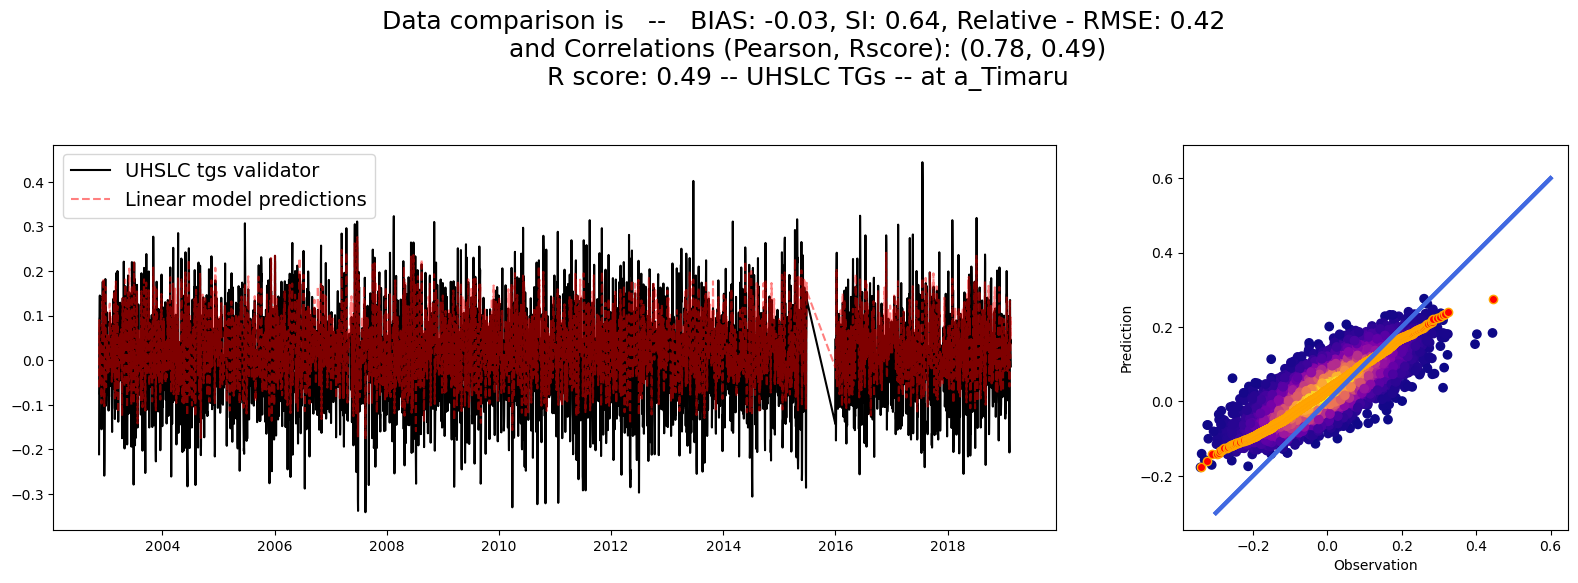 Data comparison is   --   BIAS: -0.03, SI: 0.64, Relative - RMSE: 0.42
and Correlations (Pearson, Rscore): (0.78, 0.49)
R score: 0.49 -- UHSLC TGs -- at a_Timaru
UHSLC tgs validator
Linear model predictions
0.4
0.3
0.2
0.1
0.0
−0.1
−0.2
−0.3
2004 2006 2008 2010 2012 2014 2016 2018
Prediction
0.6
0.4
0.2
0.0
−0.2
−0.2 0.0 0.2 0.4 0.6
Observation